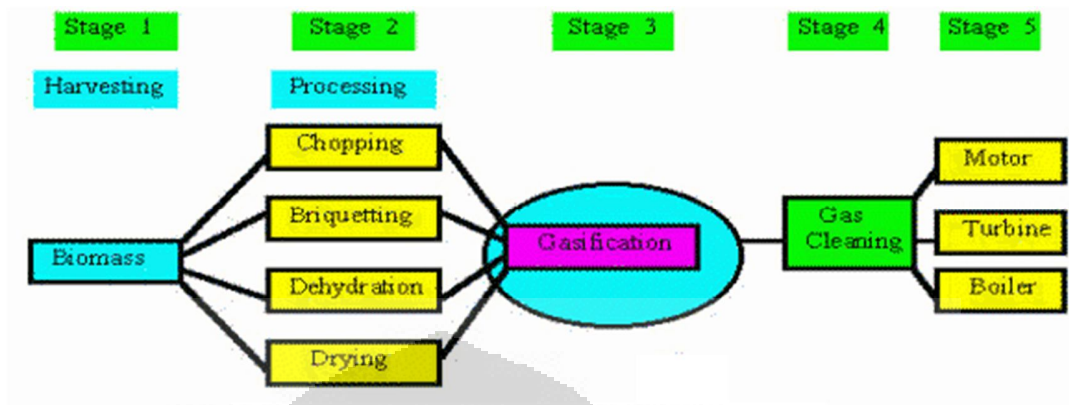 Stage 1
Stage 2
Stage 3
Stage 4
Stage 5
Harvesting
Processing
Chopping
Briquetting
Dehydration
Drying
Biomass
Gasification
Gas
Cleaning
Motor
Turbine
Boiler